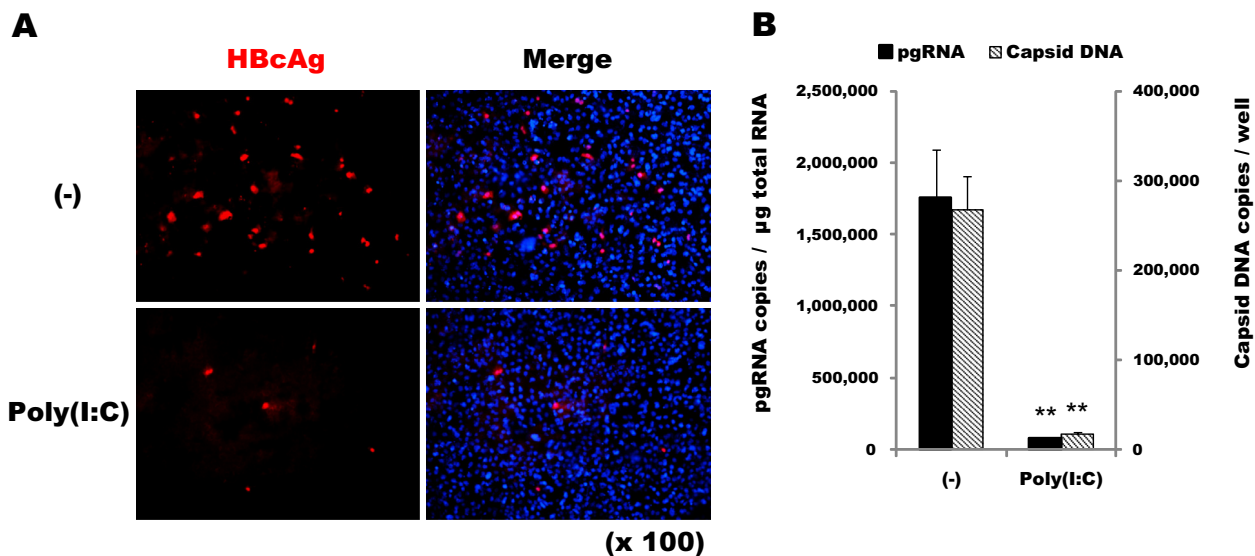 A
HBcAg
Merge
(-)
Poly(I:C)
(x 100)
B
pgRNA
Capsid DNA
pgRNA copies / µg total RNA
2,500,000
2,000,000
1,500,000
1,000,000
500,000
0
400,000
300,000
200,000
100,000
0
Capsid DNA copies / well
** **
(-)
Poly(I:C)